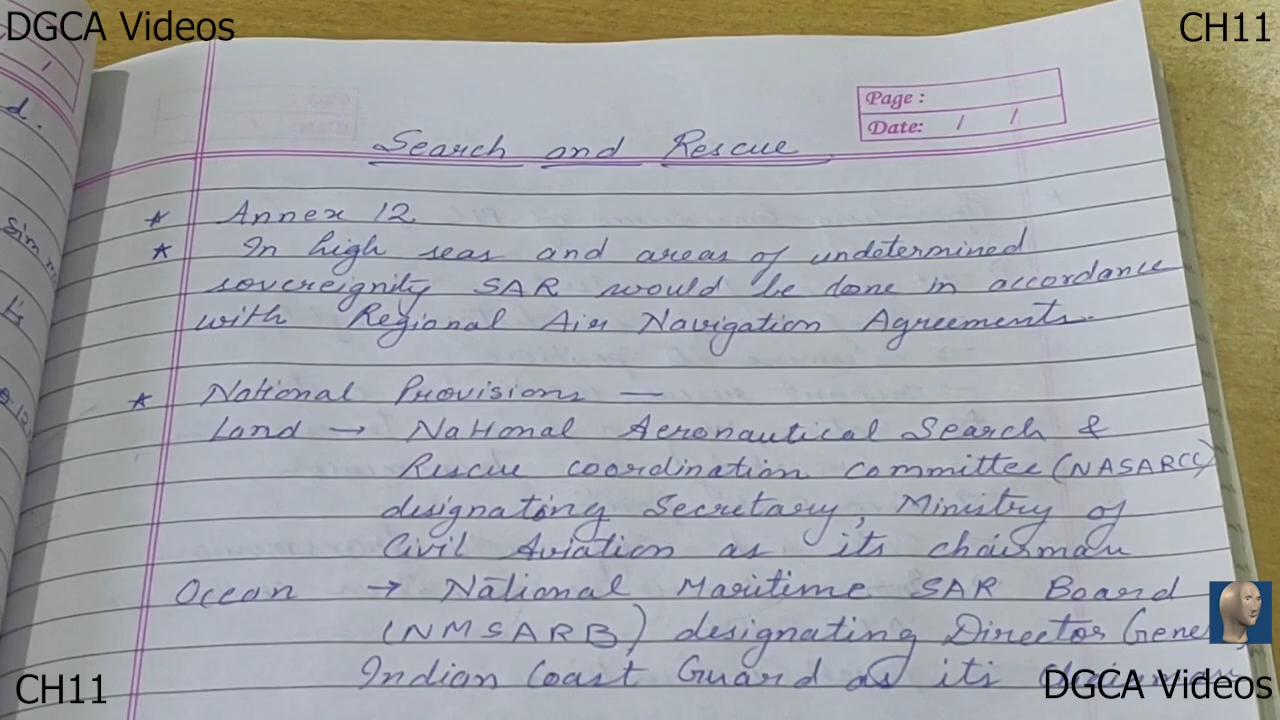 DGCA Videos
CH11
d.
Page :
Date: / /
Search and Rescue
* Annex 12
* In high seas and areas of undetermined
sovereignity SAR would be done in accordance
with Regional Air Navigation Agreements.
* National Provisions —
Land → National Aeronautical Search &
Rescue coordination committee (NASARCC)
designating Secretary, Ministry of
Civil Aviation as its chairman
Ocean → National Maritime SAR Board
(NMSARB) designating Director
Indian Coast Guard as its
CH11
DGCA Videos